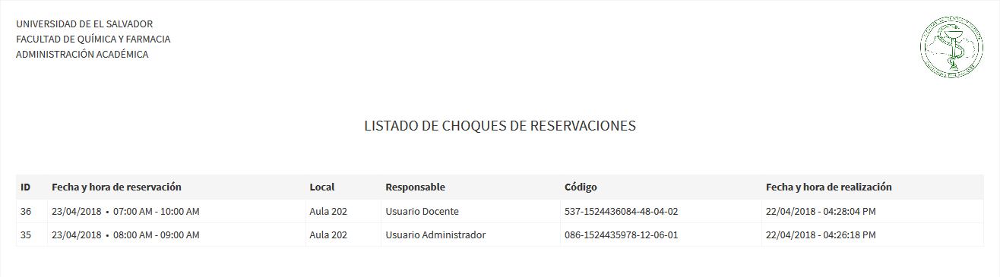 UNIVERSIDAD DE EL SALVADOR
FACULTAD DE QUÍMICA Y FARMACIA
ADMINISTRACIÓN ACADÉMICA
LISTADO DE CHOQUES DE RESERVACIONES
ID Fecha y hora de reservación Local Responsable Código Fecha y hora de realización
36 23/04/2018 • 07:00 AM - 10:00 AM Aula 202 Usuario Docente 537-1524436084-48-04-02 22/04/2018 - 04:28:04 PM
35 23/04/2018 • 08:00 AM - 09:00 AM Aula 202 Usuario Administrador 086-1524435978-12-06-01 22/04/2018 - 04:26:18 PM